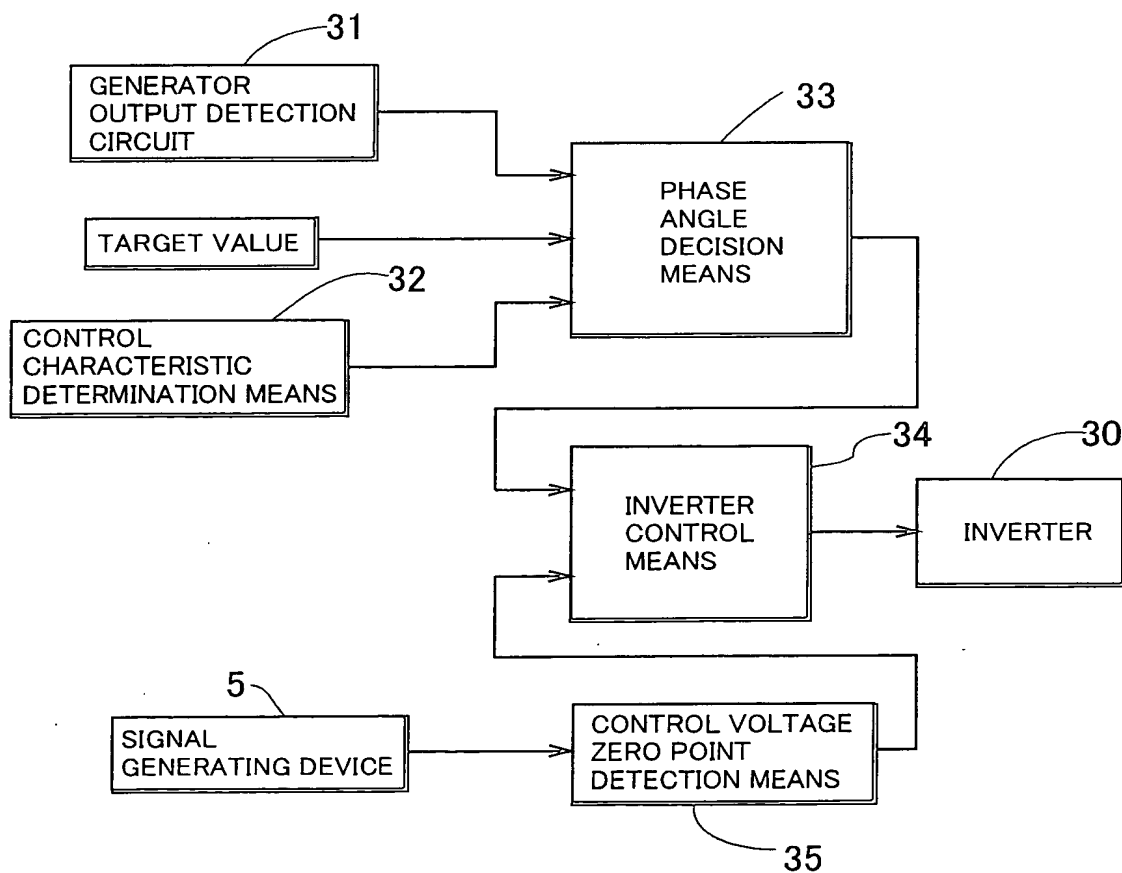 31
GENERATOR
OUTPUT DETECTION
CIRCUIT
33
PHASE
ANGLE
DECISION
MEANS
TARGET VALUE
32
CONTROL
CHARACTERISTIC
DETERMINATION MEANS
34
INVERTER
CONTROL
MEANS
30
INVERTER
5
SIGNAL
GENERATING DEVICE
CONTROL VOLTAGE
ZERO POINT
DETECTION MEANS
35